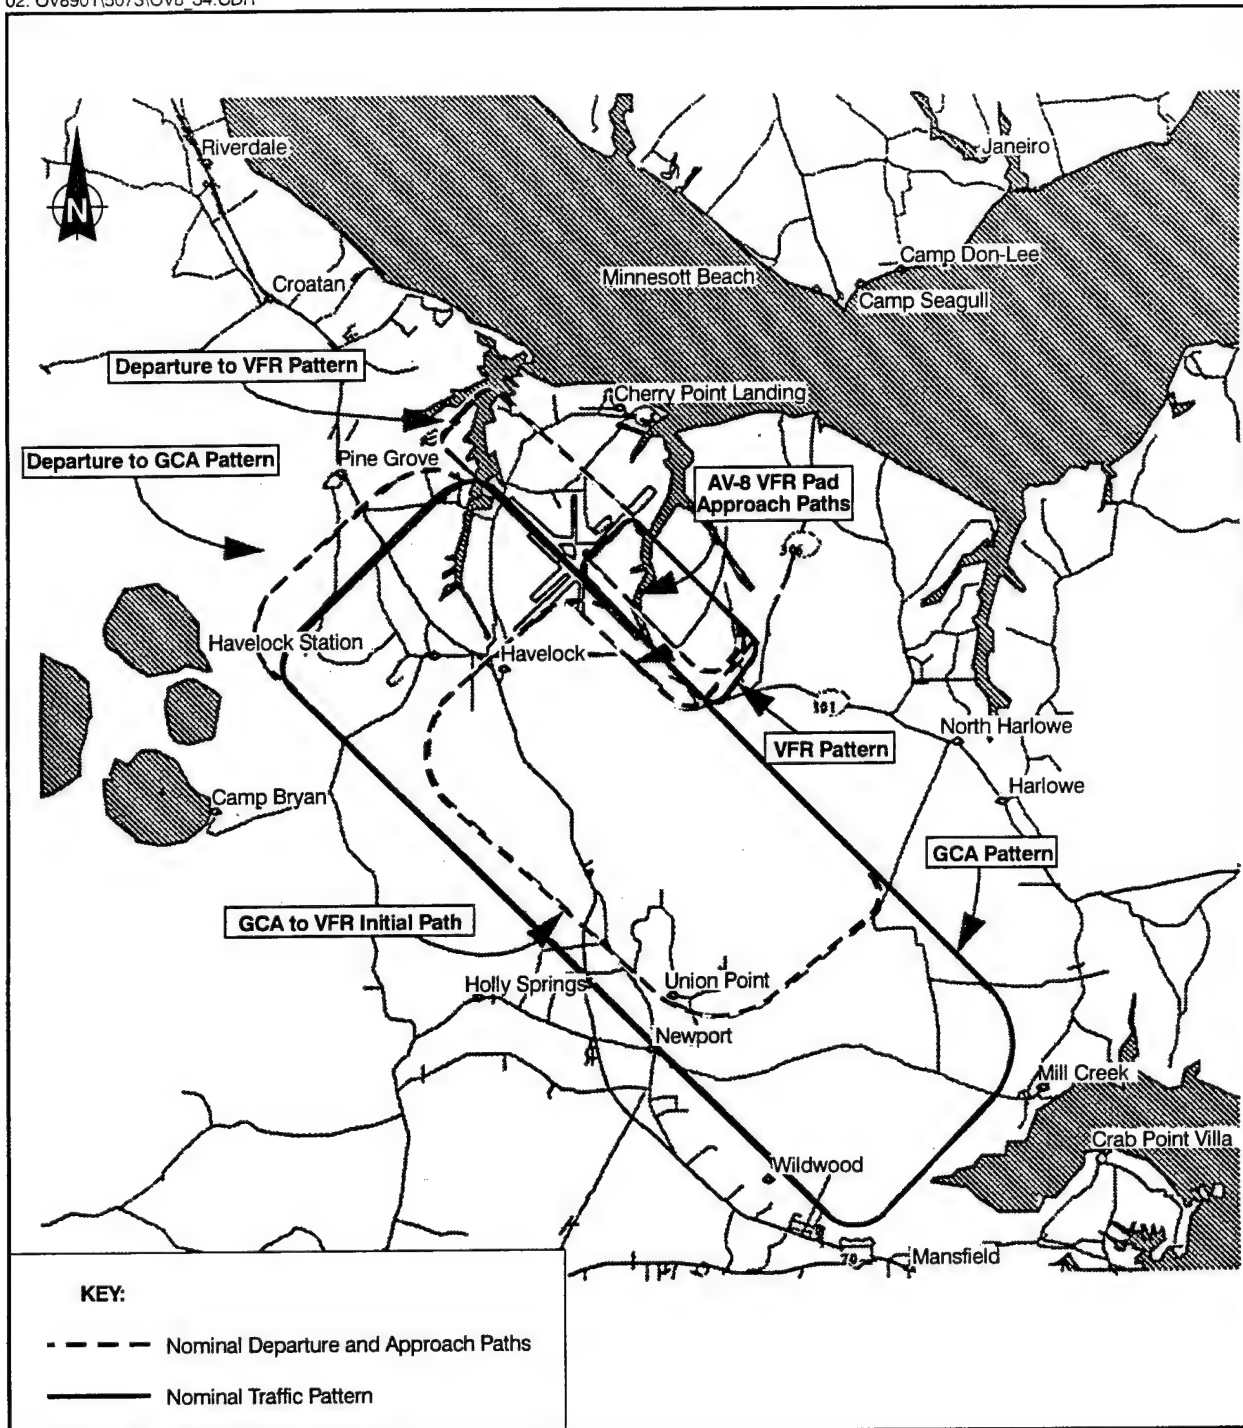 Riverdale
Janeiro
N
Camp Don-Lee
Minnesott Beach
Croatan
Camp Seagull
Departure to VFR Pattern
Cherry Point Landing
Departure to GCA Pattern
Pine Grove
AV-8 VFR Pad
Approach Paths
306
Havelock Station
Havelock
101
North Harlowe
VFR Pattern
Harlowe
Camp Bryan
GCA Pattern
GCA to VFR Initial Path
Union Point
Holly Springs
Newport
Mill Creek
Crab Point Villa
Wildwood
Mansfield
70
KEY:
Nominal Departure and Approach Paths
Nominal Traffic Pattern